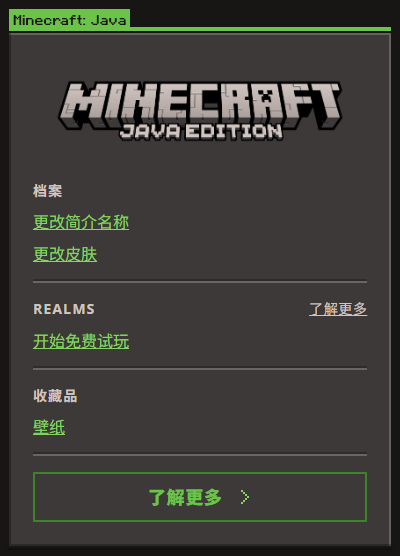 Minecraft: Java
MINECRAFT
JAVA EDITION
档案
更改简介名称
更改皮肤
REALMS
了解更多
开始免费试玩
收藏品
壁纸
了解更多